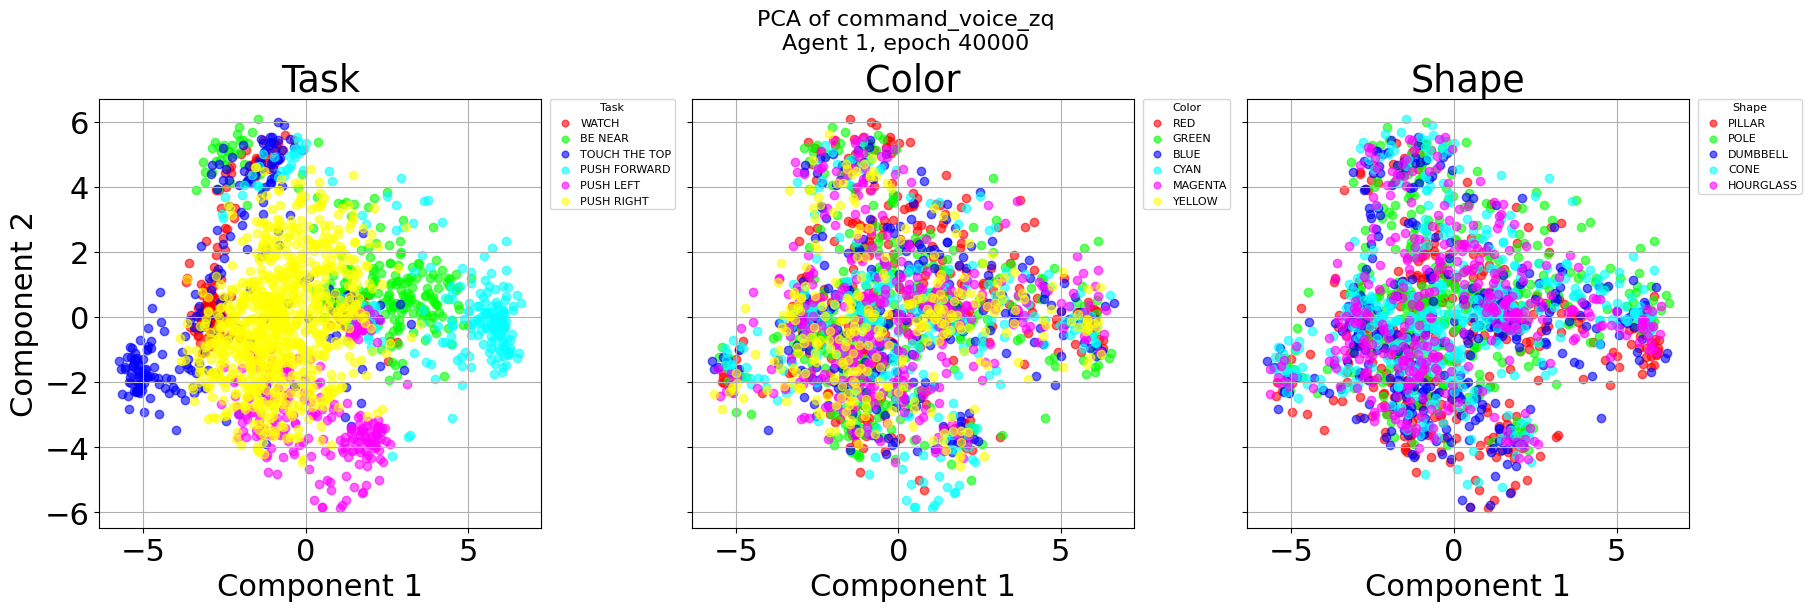 PCA of command_voice_zq
Agent 1, epoch 40000
Task
6
4
2
0
−2
−4
−6
Component 2
−5
0
5
Component 1
Task
WATCH
BE NEAR
TOUCH THE TOP
PUSH FORWARD
PUSH LEFT
PUSH RIGHT
Color
−5
0
5
Component 1
Color
RED
GREEN
BLUE
CYAN
MAGENTA
YELLOW
Shape
−5
0
5
Component 1
Shape
PILLAR
POLE
DUMBBELL
CONE
HOURGLASS